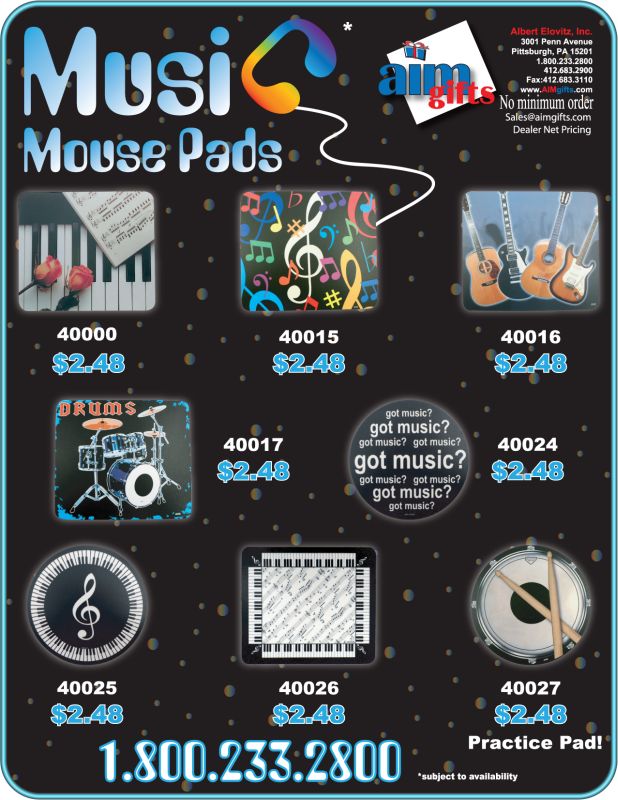 Music*
Mouse Pads
aim
gifts
Albert Elovitz, Inc.
3001 Penn Avenue
Pittsburgh, PA 15201
1.800.233.2800
412.683.2900
Fax:412.683.3110
www.AIMgifts.com
No minimum order
Sales@aimgifts.com
Dealer Net Pricing
40000
$2.48
40015
$2.48
40016
$2.48
DRUMS
40017
$2.48
got music?
got music?
got music? got music?
got music?
got music? got music?
got music?
got music?
40024
$2.48
40025
$2.48
40026
$2.48
40027
$2.48
Practice Pad!
1.800.233.2800
*subject to availability